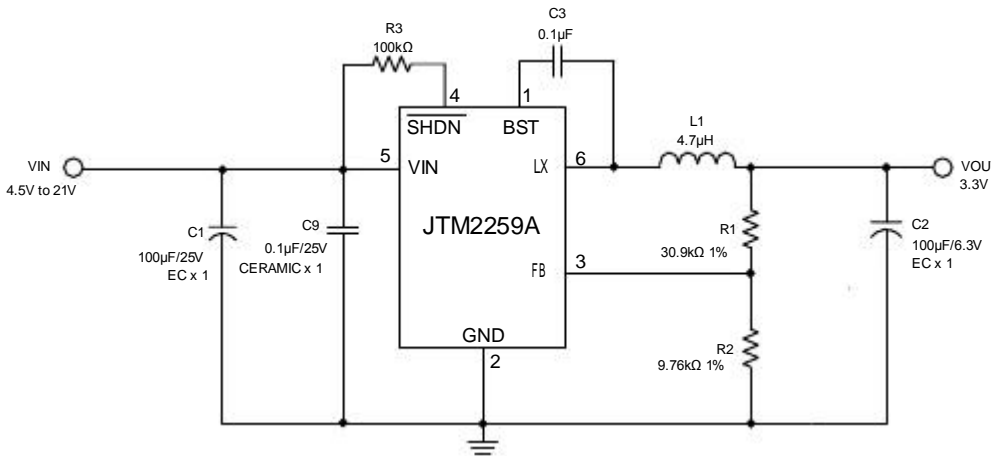 C3
0.1µF
R3
100kΩ
4
1
SHDN
BST
L1
4.7µH
VIN
4.5V to 21V
5
VIN
LX
6
VOU
3.3V
C1
100µF/25V
EC x 1
C9
0.1µF/25V
CERAMIC x 1
JTM2259A
R1
30.9kΩ 1%
C2
100µF/6.3V
EC x 1
FB
3
GND
2
R2
9.76kΩ 1%